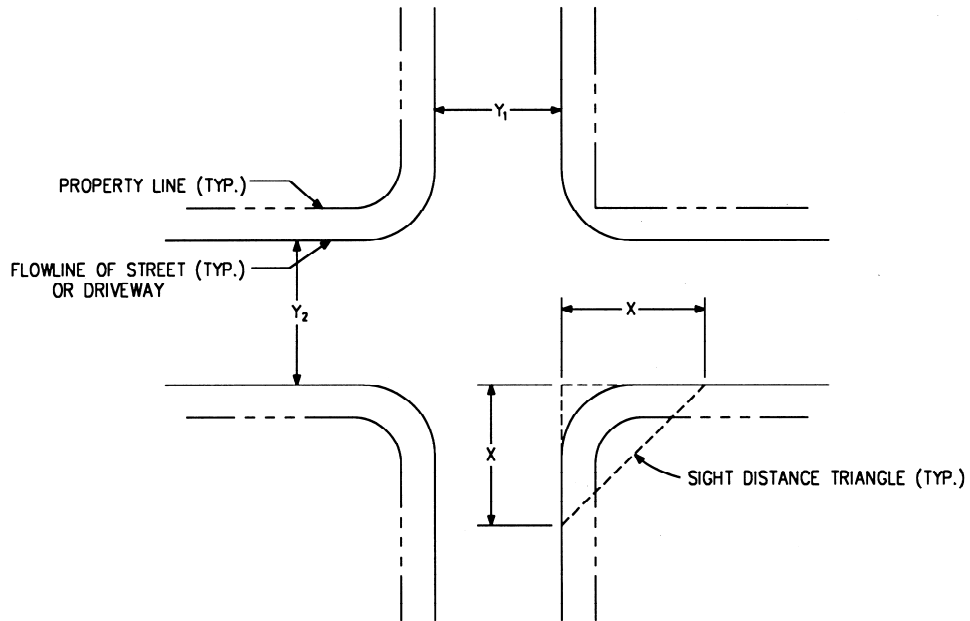 Y₁
PROPERTY LINE (TYP.)
FLOWLINE OF STREET (TYP.)
OR DRIVEWAY
Y₂
X
X
SIGHT DISTANCE TRIANGLE (TYP.)